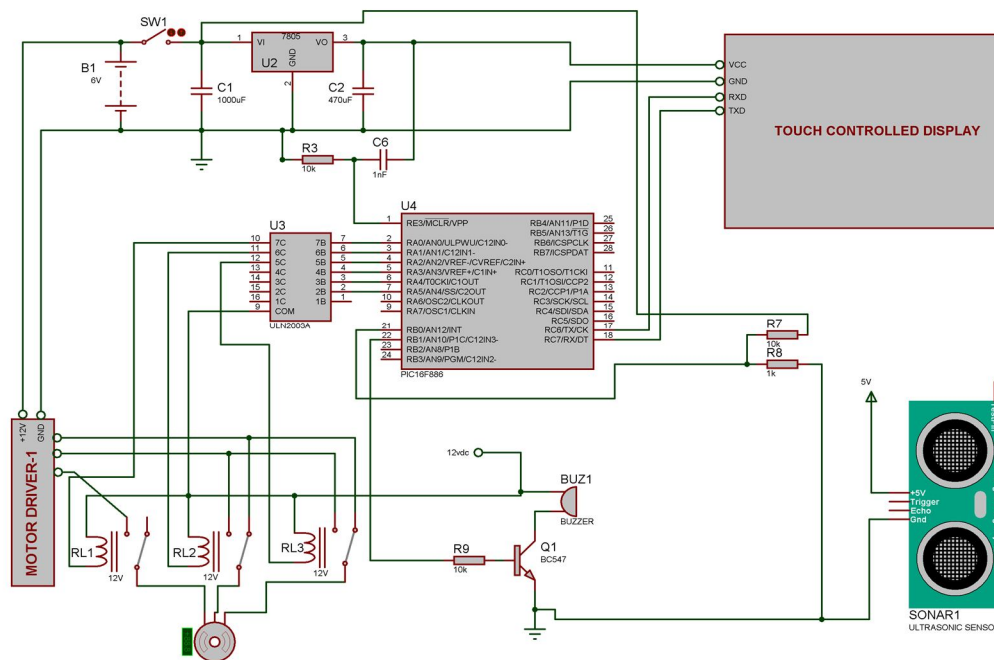 SW1
B1
6V
1
VI
7805
VO
3
GND
U2
2
C1
1000uF
C2
470uF
R3
10k
C6
1nF
VCC
GND
RXD
TXD
TOUCH CONTROLLED DISPLAY
U4
1 RE3/MCLR/VPP
2 RA0/AN0/ULPWU/C12IN0-
3 RA1/AN1/C12IN1-
4 RA2/AN2/VREF-/CVREF/C2IN+
5 RA3/AN3/VREF+/C1IN+
6 RA4/T0CKI/C1OUT
7 RA5/AN4/SS/C2OUT
10 RA6/OSC2/CLKOUT
9 RA7/OSC1/CLKIN
21 RB0/AN12/INT
22 RB1/AN10/P1C/C12IN3-
23 RB2/AN8/P1B
24 RB3/AN9/PGM/C12IN2-
RB4/AN11/P1D 25
RB5/AN13/T1G 26
RB6/ICSPCLK 27
RB7/ICSPDAT 28
RC0/T1OSO/T1CKI 11
RC1/T1OSI/CCP2 12
RC2/CCP1/P1A 13
RC3/SCK/SCL 14
RC4/SDI/SDA 15
RC5/SDO 16
RC6/TX/CK 17
RC7/RX/DT 18
PIC16F886
U3
10 7C 7B 7
11 6C 6B 6
12 5C 5B 5
13 4C 4B 4
14 3C 3B 3
15 2C 2B 2
16 1C 1B 1
9 COM
ULN2003A
R7
10k
R8
1k
5V
+5V
Trigger
Echo
Gnd
SONAR1
ULTRASONIC SENSO
+12V
GND
MOTOR DRIVER-1
12vdc
BUZ1
BUZZER
RL1
12V
RL2
12V
RL3
12V
R9
10k
Q1
BC547